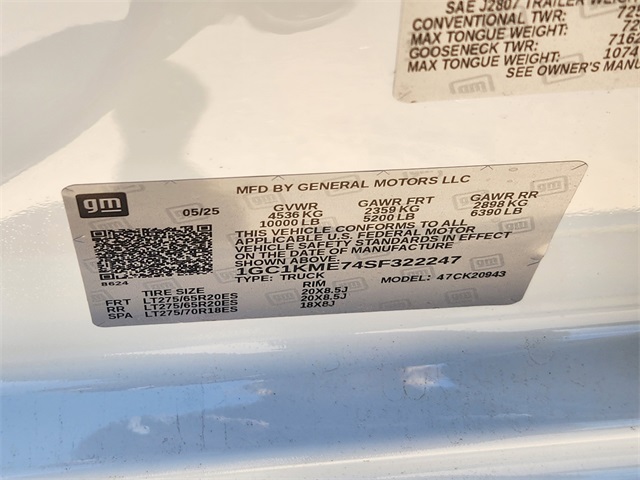 SAE J2807 TRAILER WEIGHT
CONVENTIONAL TWR:
MAX TONGUE WEIGHT:
GOOSENECK TWR:
MAX TONGUE WEIGHT:
SEE OWNER'S MANU
gm
05/25
MFD BY GENERAL MOTORS LLC
GVWR GAWR FRT GAWR RR
4536 KG 2359 KG 2898 KG
10000 LB 5200 LB 6390 LB
THIS VEHICLE CONFORMS TO ALL
APPLICABLE U.S. FEDERAL MOTOR
VEHICLE SAFETY STANDARDS IN EFFECT
ON THE DATE OF MANUFACTURE
SHOWN ABOVE.
1GC1KME74SF322247
TYPE: TRUCK MODEL: 47CK20943
8624
TIRE SIZE RIM
FRT LT275/65R20ES 20X8.5J
RR LT275/65R20ES 20X8.5J
SPA LT275/70R18ES 18X8J